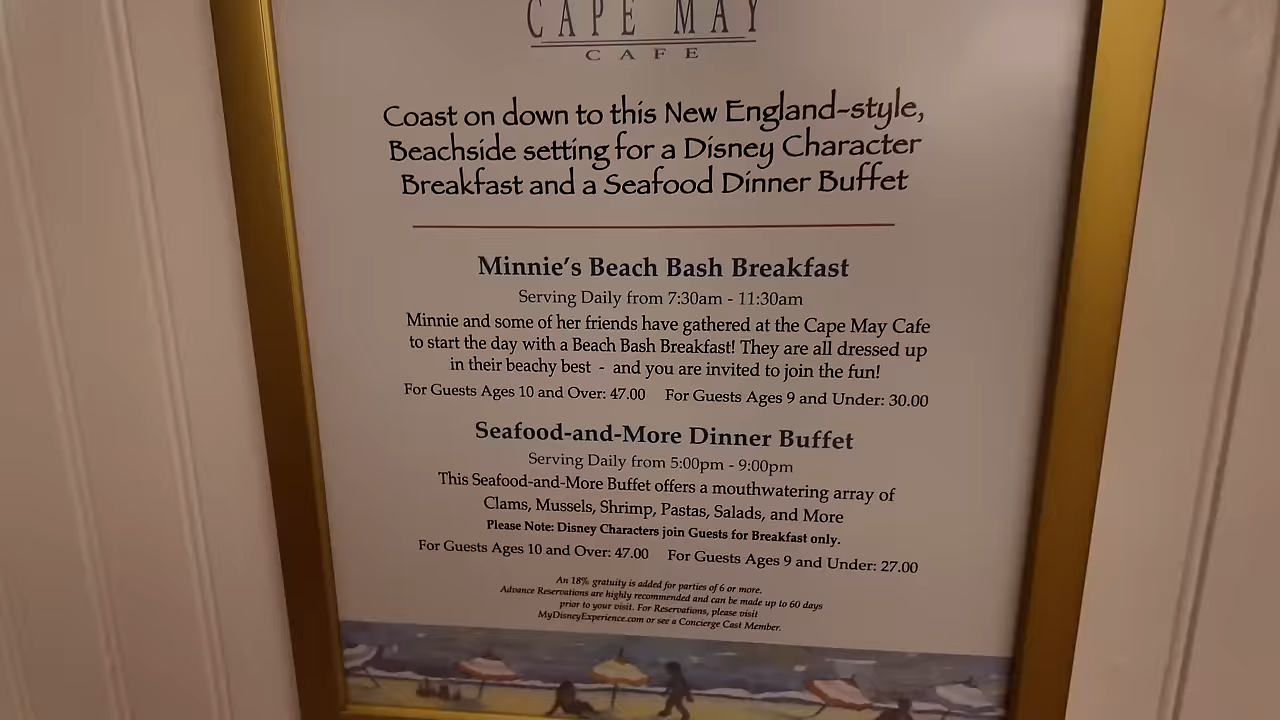 CAPE MAY
CAFE
Coast on down to this New England-style,
Beachside setting for a Disney Character
Breakfast and a Seafood Dinner Buffet
Minnie's Beach Bash Breakfast
Serving Daily from 7:30am - 11:30am
Minnie and some of her friends have gathered at the Cape May Cafe
to start the day with a Beach Bash Breakfast! They are all dressed up
in their beachy best - and you are invited to join the fun!
For Guests Ages 10 and Over: 47.00 For Guests Ages 9 and Under: 30.00
Seafood-and-More Dinner Buffet
Serving Daily from 5:00pm - 9:00pm
This Seafood-and-More Buffet offers a mouthwatering array of
Clams, Mussels, Shrimp, Pastas, Salads, and More
Please Note: Disney Characters join Guests for Breakfast only.
For Guests Ages 10 and Over: 47.00 For Guests Ages 9 and Under: 27.00
An 18% gratuity is added for parties of 6 or more.
Advance Reservations are highly recommended and can be made up to 60 days
prior to your visit. For Reservations, please visit
MyDisneyExperience.com or see a Concierge Cast Member.